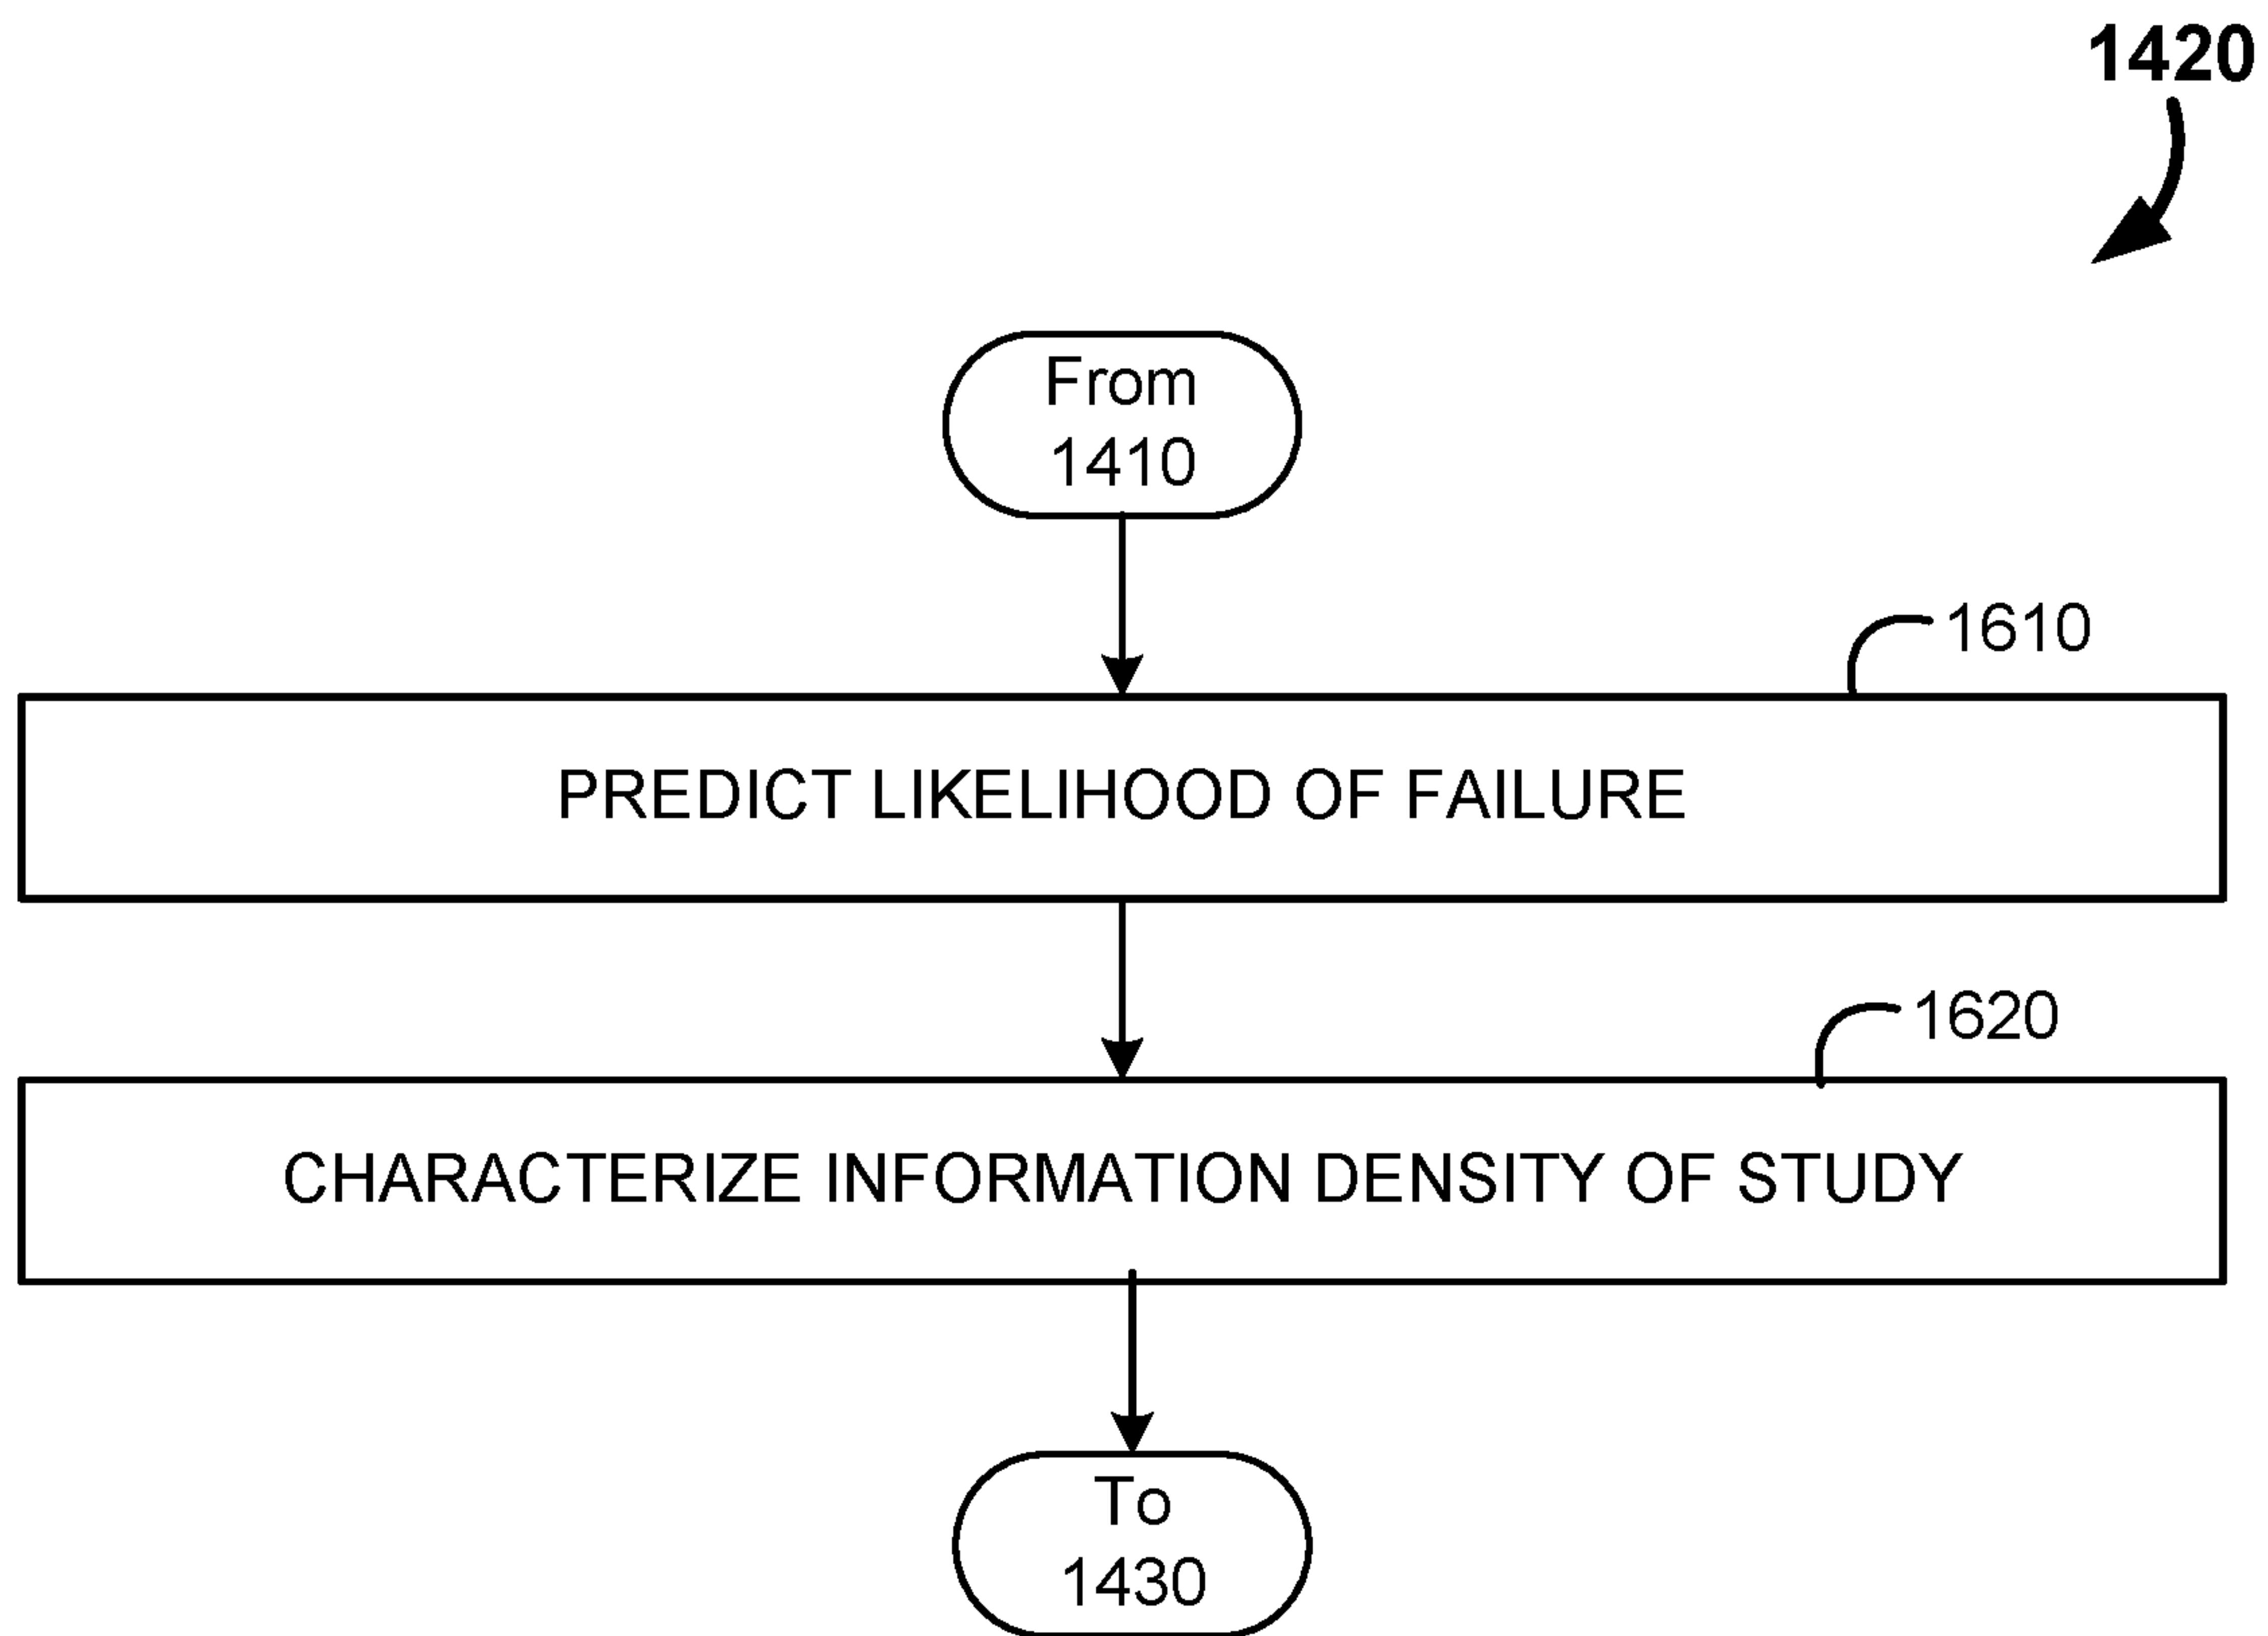 1420
From
1410
1610
PREDICT LIKELIHOOD OF FAILURE
1620
CHARACTERIZE INFORMATION DENSITY OF STUDY
To
1430